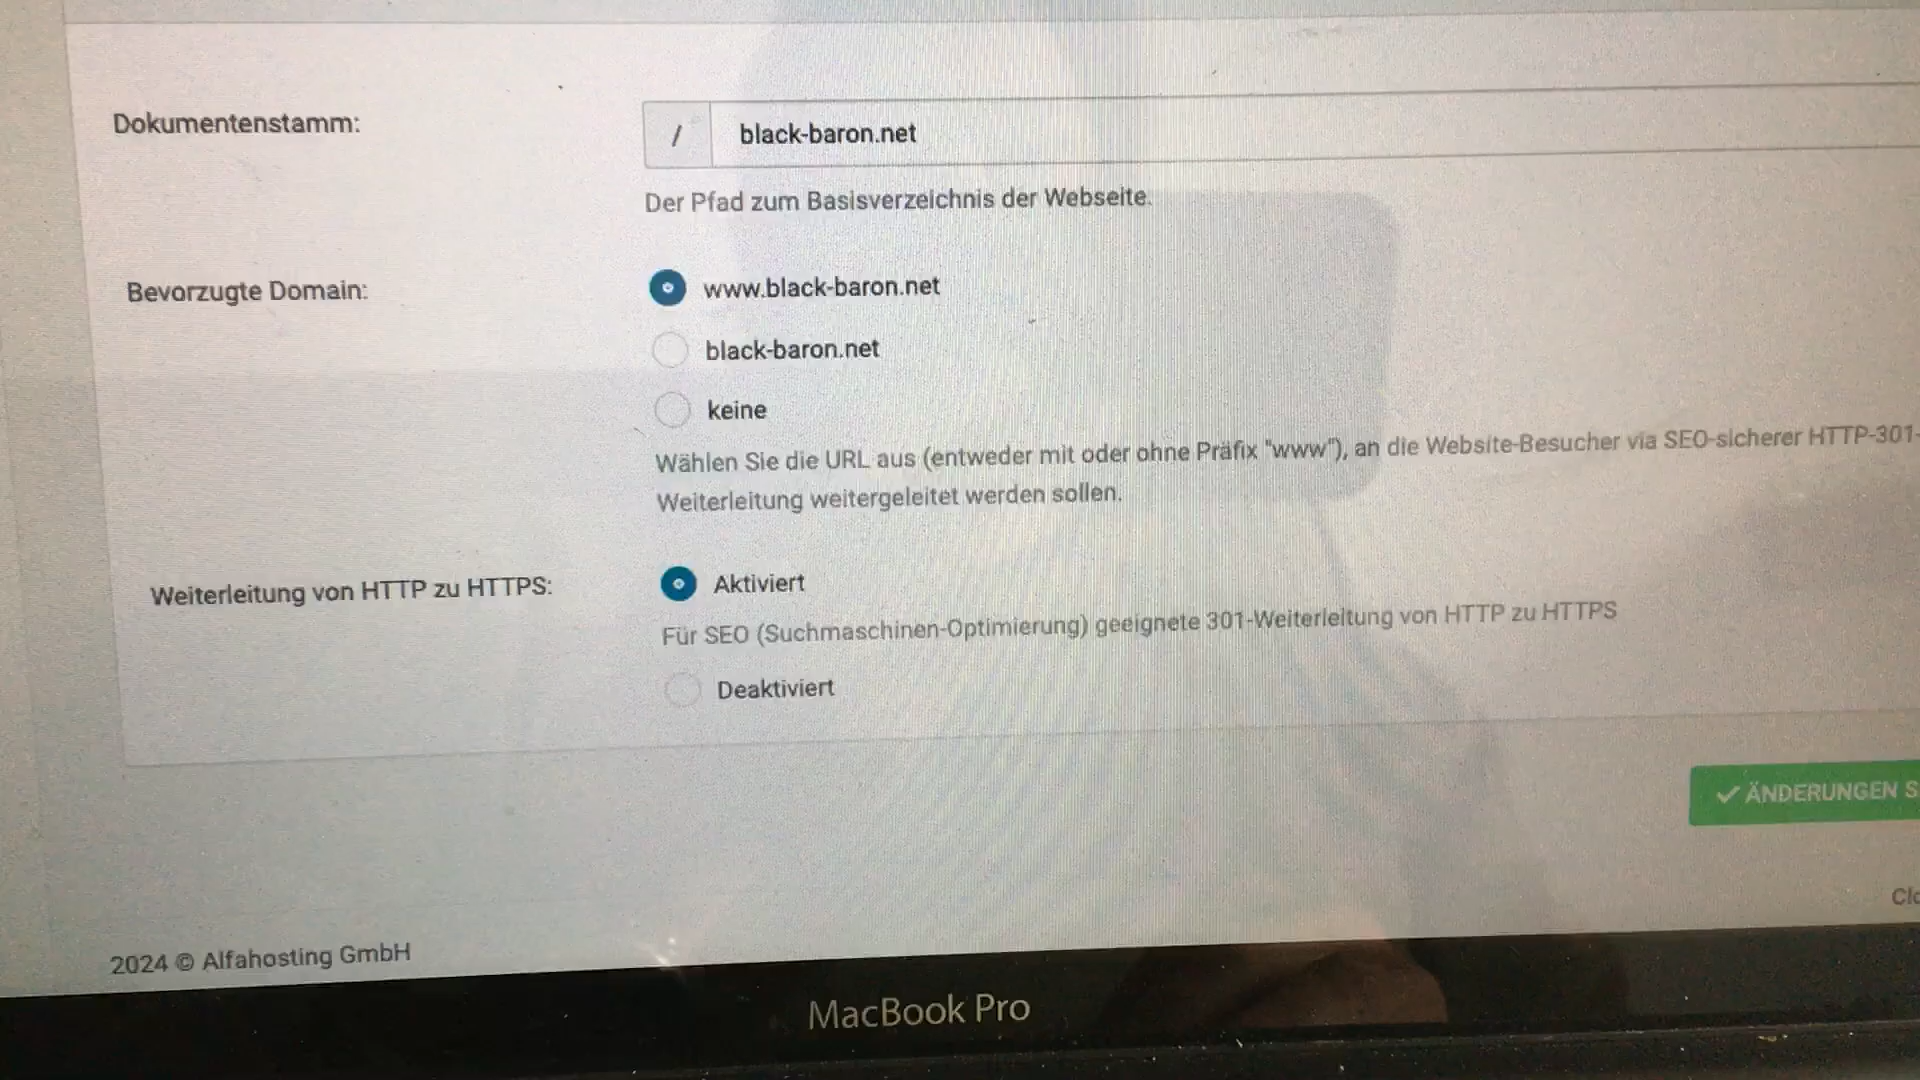 Dokumentenstamm:
/ black-baron.net
Der Pfad zum Basisverzeichnis der Webseite.
Bevorzugte Domain:
www.black-baron.net
black-baron.net
keine
Wählen Sie die URL aus (entweder mit oder ohne Präfix "www"), an die Website-Besucher via SEO-sicherer HTTP-301-
Weiterleitung weitergeleitet werden sollen.
Weiterleitung von HTTP zu HTTPS:
Aktiviert
Für SEO (Suchmaschinen-Optimierung) geeignete 301-Weiterleitung von HTTP zu HTTPS
Deaktiviert
ÄNDERUNGEN S
Clo
2024 © Alfahosting GmbH
MacBook Pro